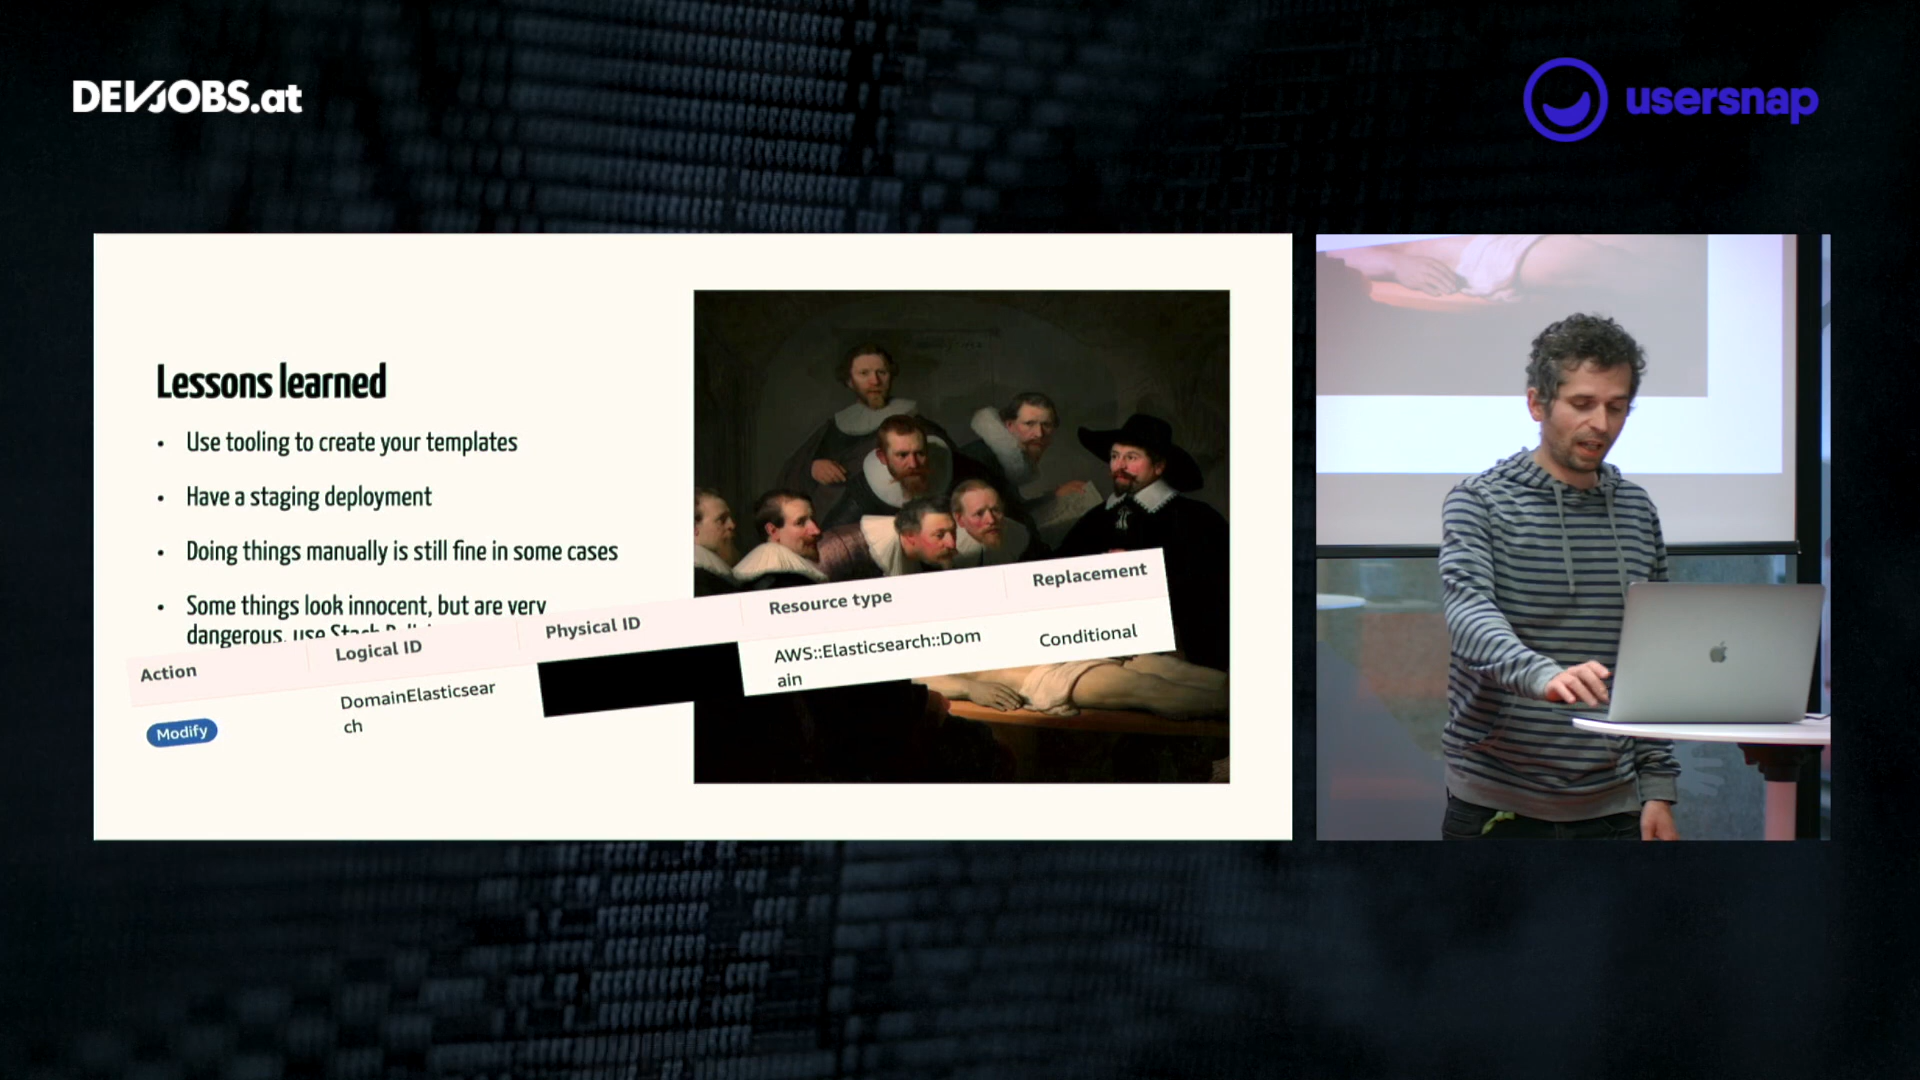 DEVJOBS.at
usersnap
Lessons learned
• Use tooling to create your templates
• Have a staging deployment
• Doing things manually is still fine in some cases
• Some things look innocent, but are very
dangerous, use Stack
Action Logical ID Physical ID Resource type Replacement
Modify DomainElasticsear AWS::Elasticsearch::Dom Conditional
ch ain